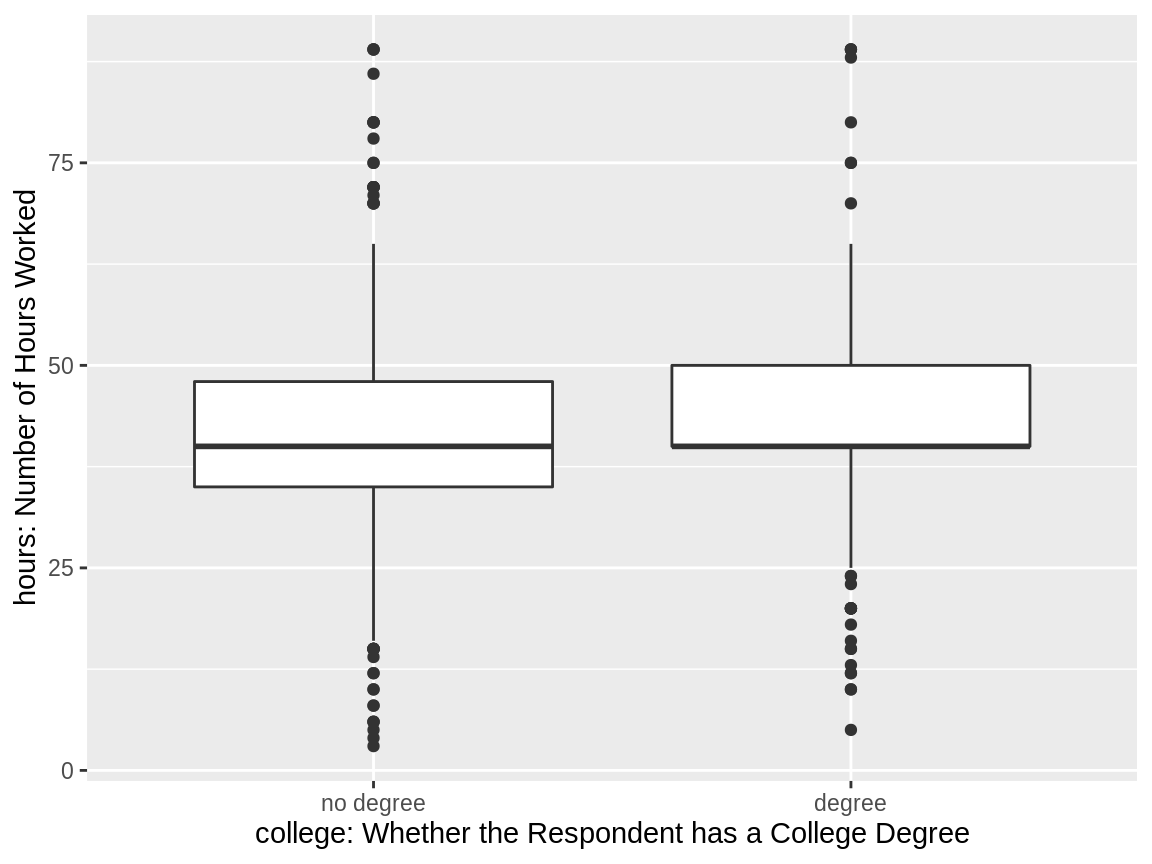 hours: Number of Hours Worked
75
50
25
0
no degree
degree
college: Whether the Respondent has a College Degree